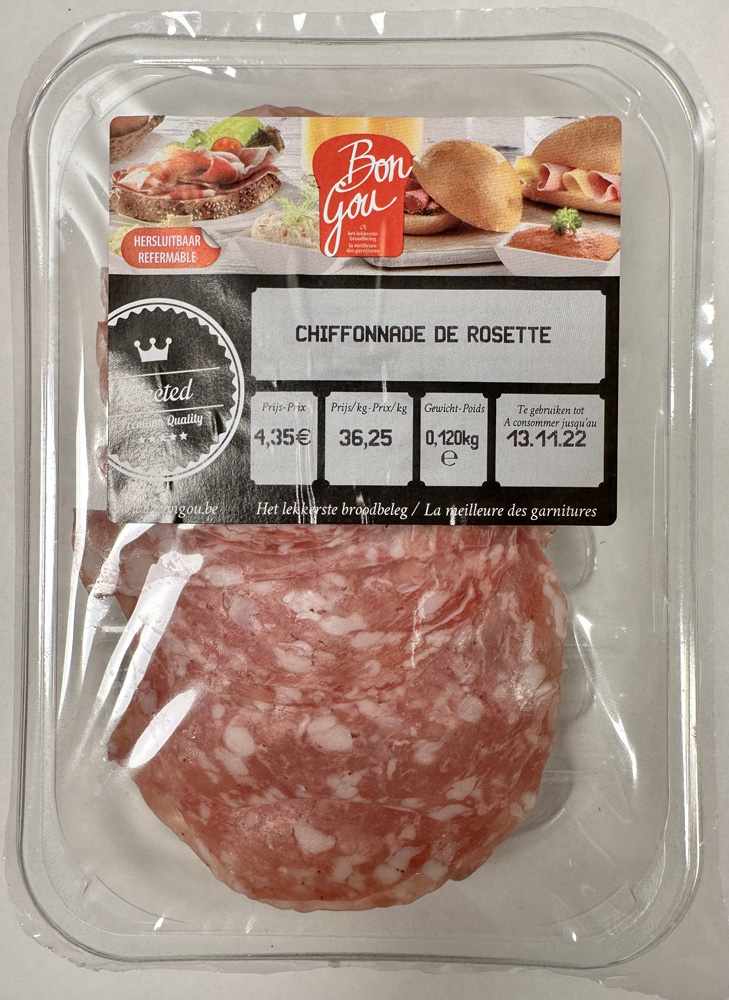 Bon
Gou
het lekkerste
broodbeleg
la meilleure
des garnitures
HERSLUITBAAR
REFERMABLE
CHIFFONNADE DE ROSETTE
Premium Quality
Prijs-Prix
4,35€
Prijs/kg-Prix/kg
36,25
Gewicht-Poids
0,120kg
e
Te gebruiken tot
A consommer jusqu'au
13.11.22
Het lekkerste broodbeleg / La meilleure des garnitures